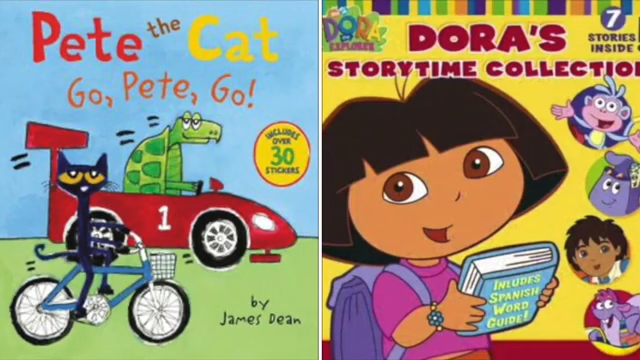 Pete the Cat
Go, Pete, Go!
INCLUDES
OVER
30
STICKERS
1
by
James Dean
DORA
the
EXPLORER
7
STORIES
INSIDE
DORA'S
STORYTIME COLLECTION
INCLUDES
SPANISH
WORD
GUIDE!